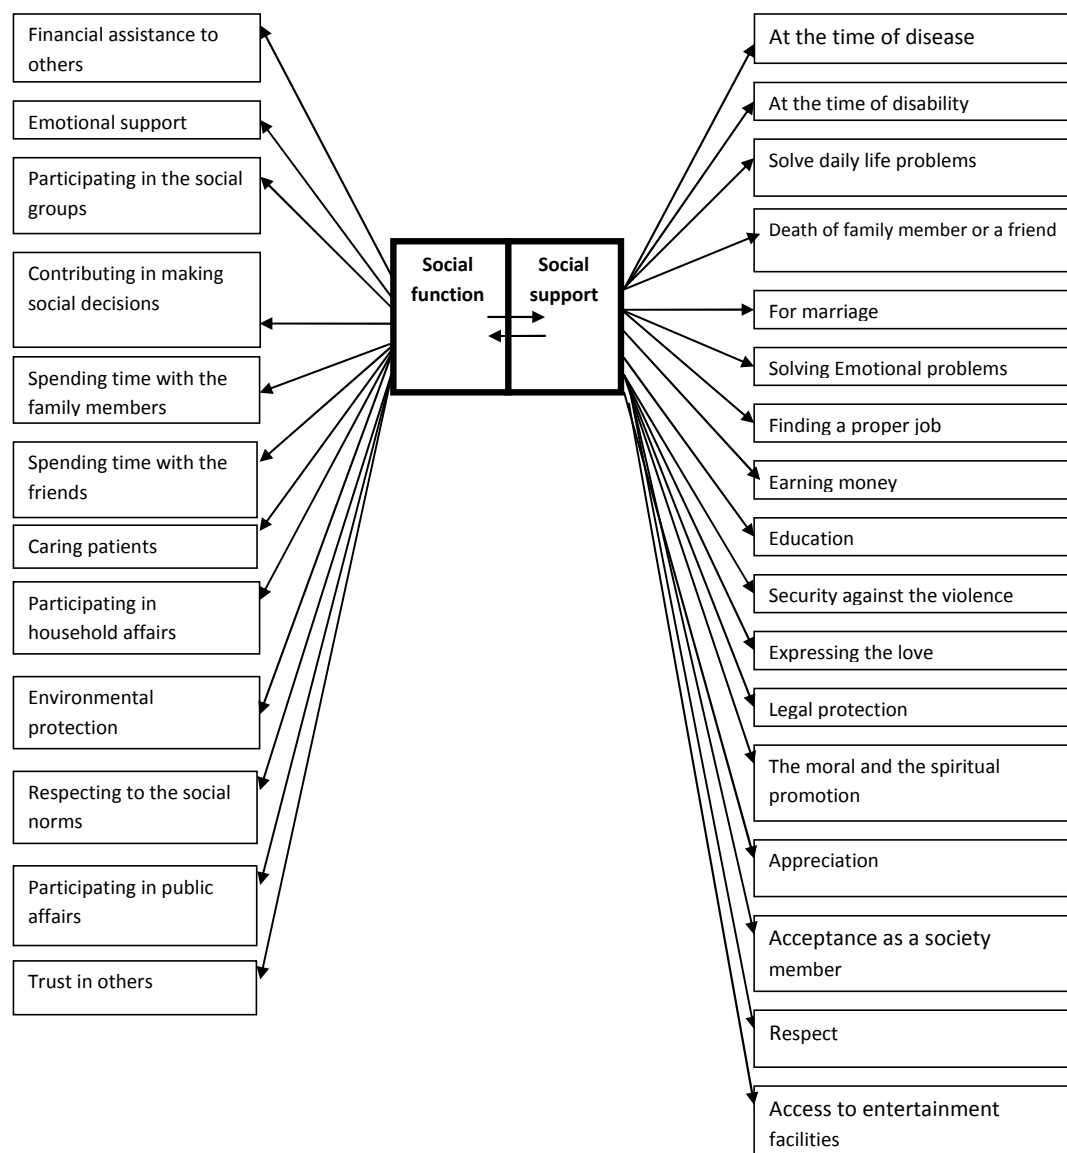 Financial assistance to
others
Emotional support
Participating in the social
groups
Contributing in making
social decisions
Spending time with the
family members
Spending time with the
friends
Caring patients
Participating in
household affairs
Environmental
protection
Respecting to the social
norms
Participating in public
affairs
Trust in others
Social
function
Social
support
At the time of disease
At the time of disability
Solve daily life problems
Death of family member or a friend
For marriage
Solving Emotional problems
Finding a proper job
Earning money
Education
Security against the violence
Expressing the love
Legal protection
The moral and the spiritual
promotion
Appreciation
Acceptance as a society
member
Respect
Access to entertainment
facilities